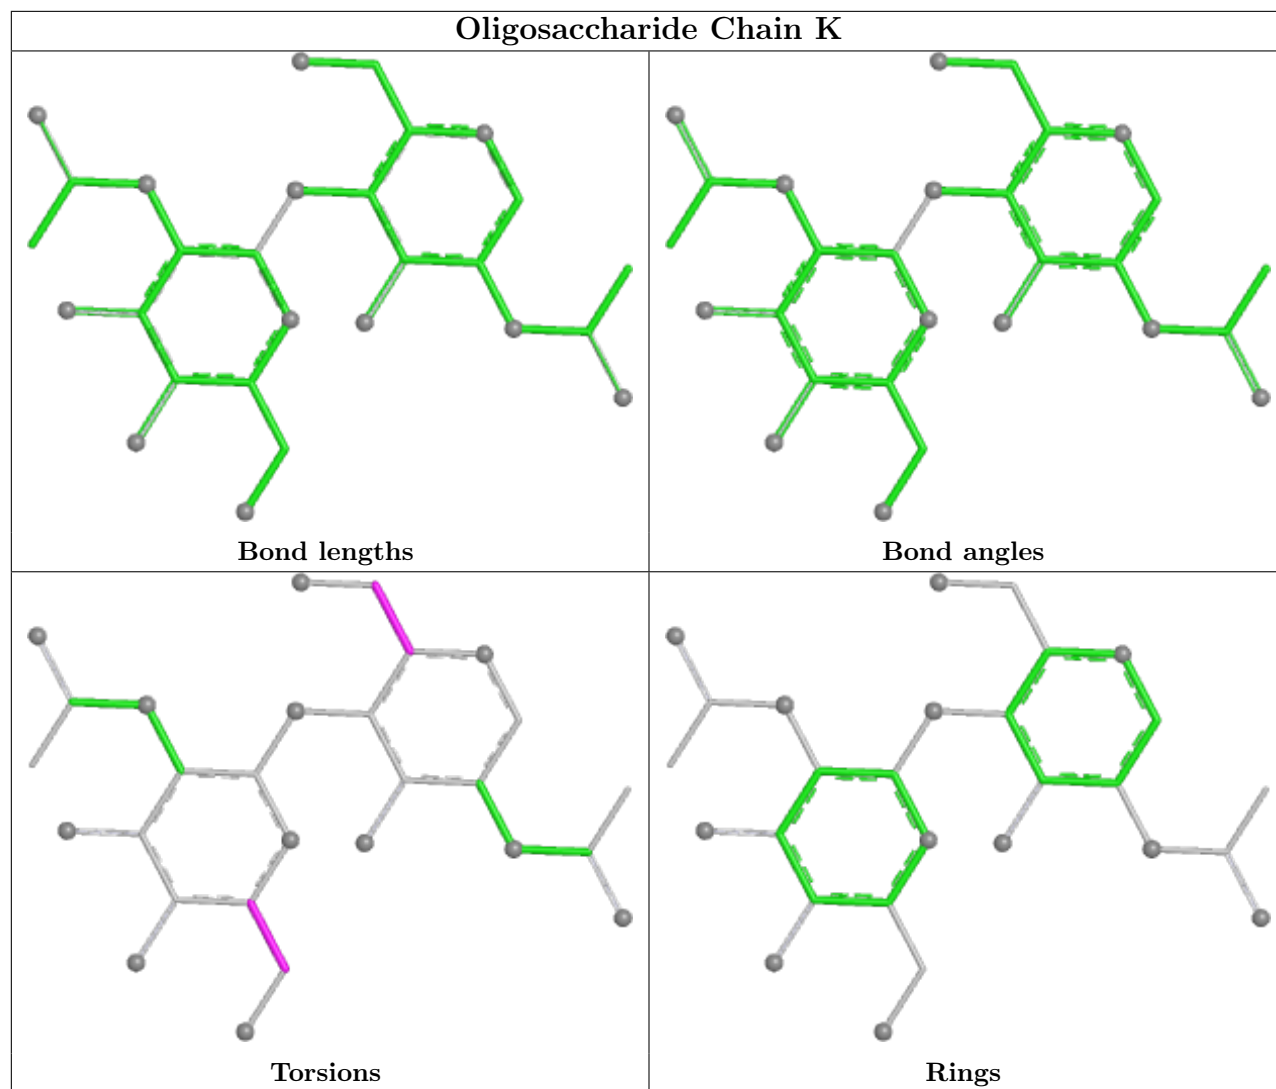 Oligosaccharide Chain K
Bond lengths
Bond angles
Torsions
Rings